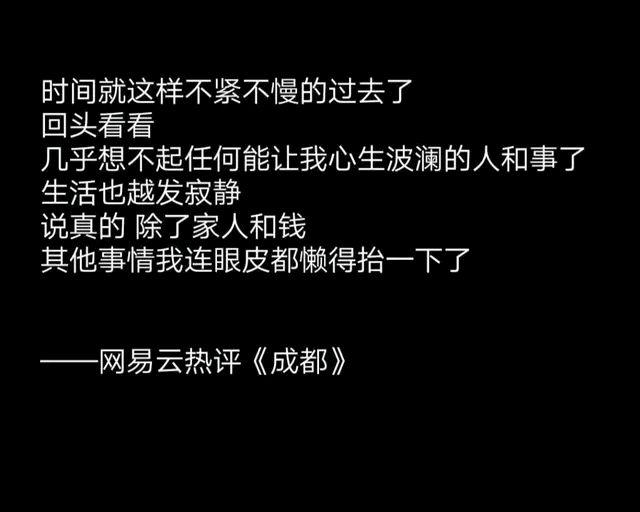 时间就这样不紧不慢的过去了
回头看看
几乎想不起任何能让我心生波澜的人和事了
生活也越发寂静
说真的 除了家人和钱
其他事情我连眼皮都懒得抬一下了
——网易云热评《成都》